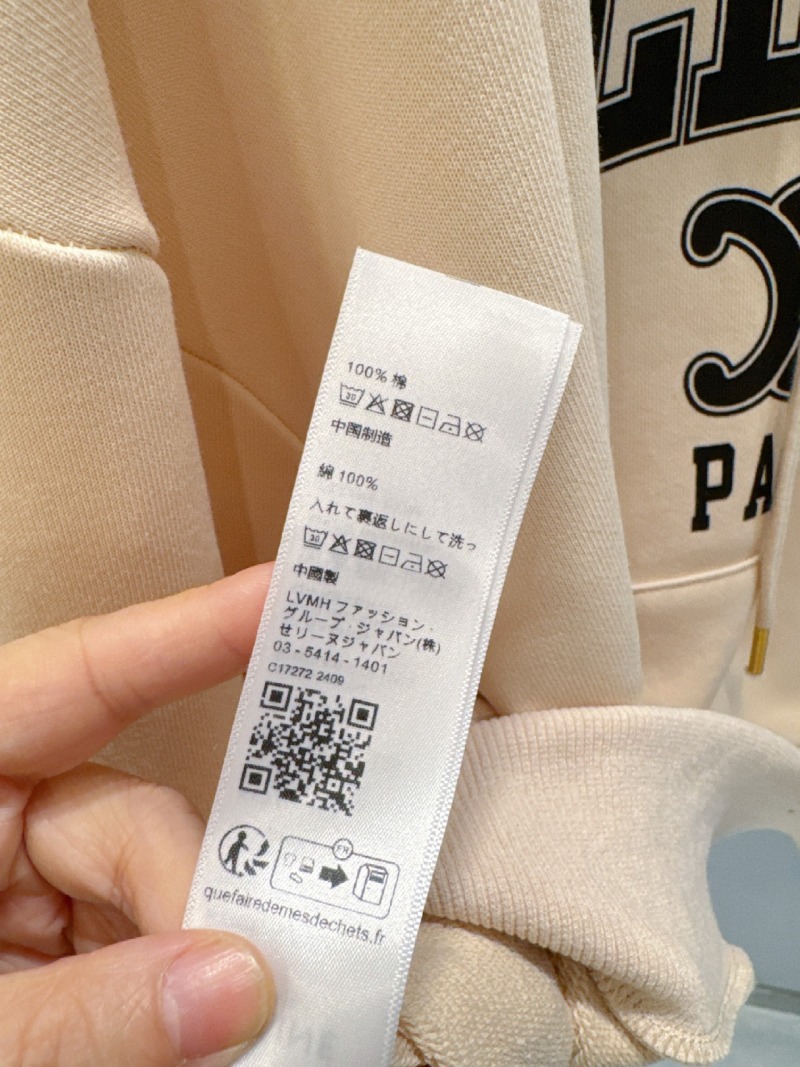 PA
100% 棉
30
中国制造
綿 100%
入れて裏返しにして洗っ
30
中國製
LVMH ファッション・
グループ・ジャパン(株)
セリーヌジャパン
03-5414-1401
C17272 2409
FR
quefairedemesdechets.fr